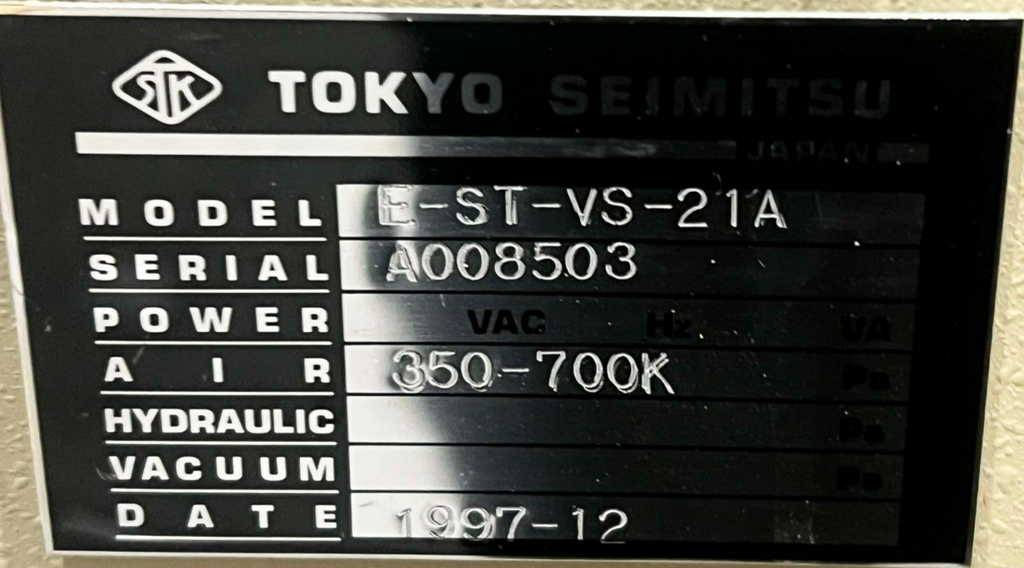 STK TOKYO SEIMITSU
JAPAN
MODEL E-ST-VS-21A
SERIAL A008503
POWER VAC Hz VA
AIR 350-700K Pa
HYDRAULIC Pa
VACUUM Pa
DATE 1997-12